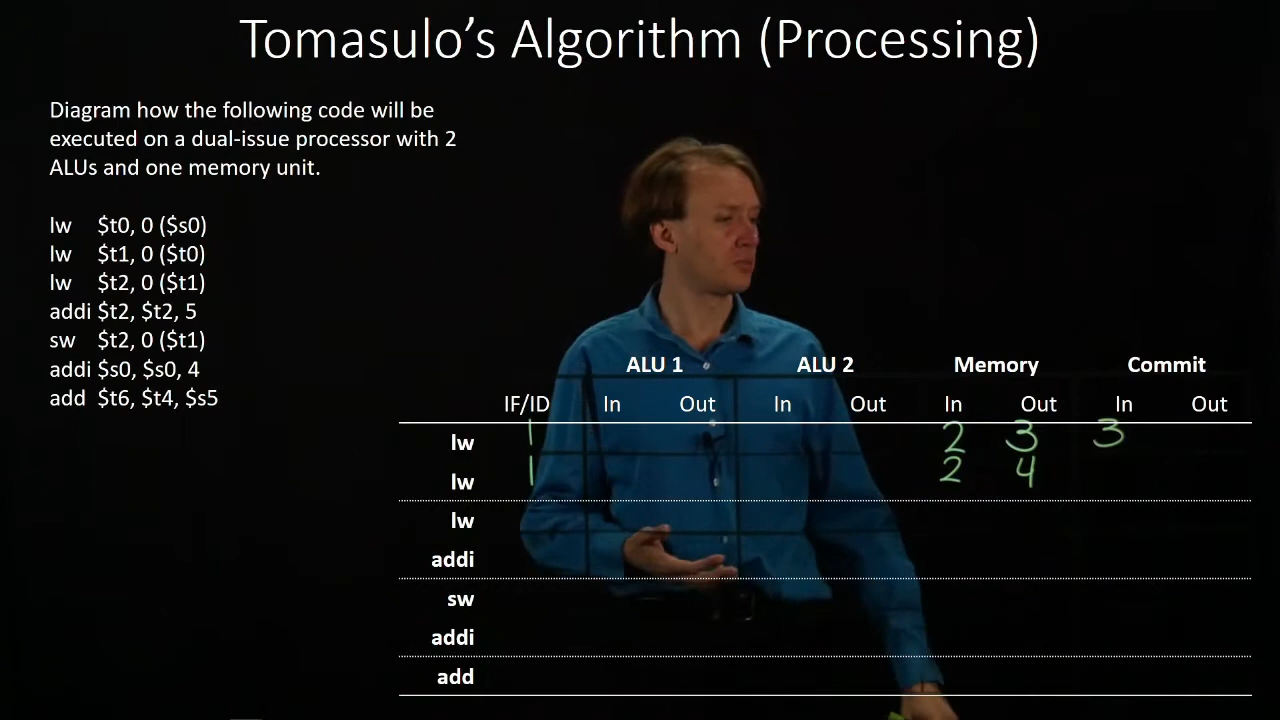 Tomasulo's Algorithm (Processing)
Diagram how the following code will be
executed on a dual-issue processor with 2
ALUs and one memory unit.
lw $t0, 0 ($s0)
lw $t1, 0 ($t0)
lw $t2, 0 ($t1)
addi $t2, $t2, 5
sw $t2, 0 ($t1)
addi $s0, $s0, 4
add $t6, $t4, $s5
ALU 1 ALU 2 Memory Commit
IF/ID In Out In Out In Out In Out
lw 1 2 3 3
lw 1 2 4
lw
addi
sw
addi
add